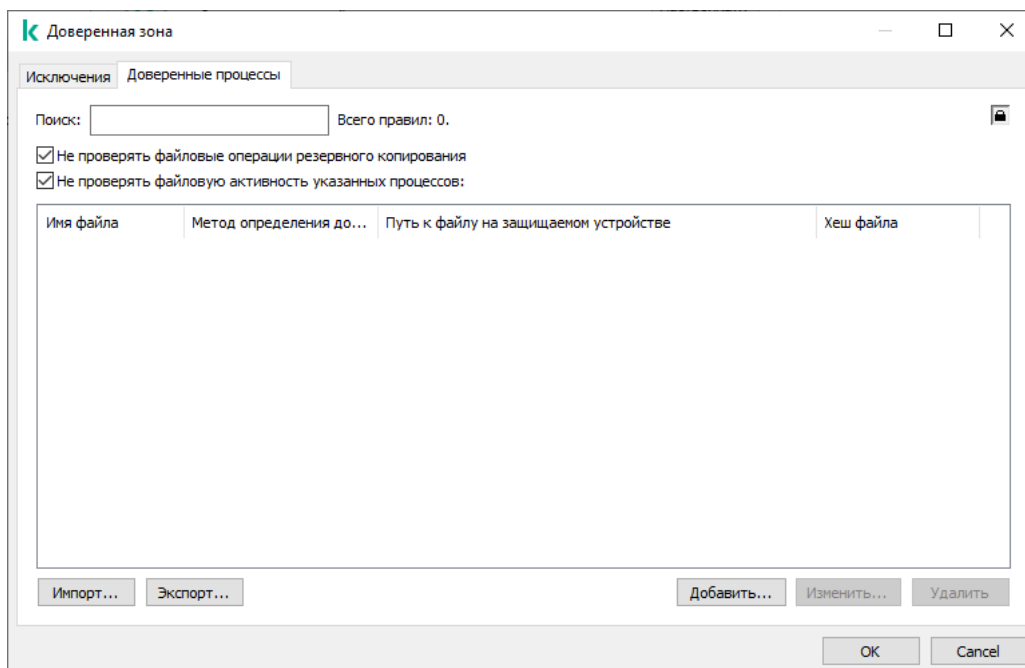 Доверенная зона
Исключения
Доверенные процессы
Поиск:
Всего правил: 0.
Не проверять файловые операции резервного копирования
Не проверять файловую активность указанных процессов:
Имя файла
Метод определения до...
Путь к файлу на защищаемом устройстве
Хеш файла
Импорт...
Экспорт...
Добавить...
Изменить...
Удалить
OK
Cancel